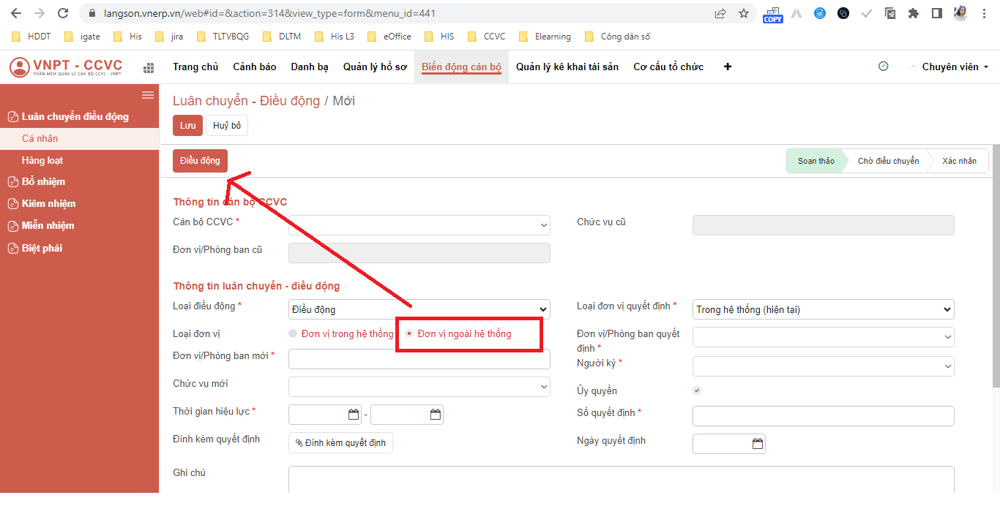 langson.vnerp.vn/web#id=&action=314&view_type=form&menu_id=441
COPY
HDDT igate His jira TLTVBQG DLTM His L3 eOffice HIS CCVC Elearning Công dân số
VNPT - CCVC
PHẦN MỀM QUẢN LÝ CÁN BỘ CCVC - VNPT
Trang chủ Cảnh báo Danh bạ Quản lý hồ sơ Biến động cán bộ Quản lý kê khai tài sản Cơ cấu tổ chức + Chuyên viên
Luân chuyển điều động
Cá nhân
Hàng loạt
Bổ nhiệm
Kiêm nhiệm
Miễn nhiệm
Biệt phái
Luân chuyển - Điều động / Mới
Lưu Huỷ bỏ
Điều động Soạn thảo Chờ điều chuyển Xác nhận
Thông tin cán bộ CCVC
Cán bộ CCVC * Chức vụ cũ
Đơn vị/Phòng ban cũ
Thông tin luân chuyển - điều động
Loại điều động * Điều động Loại đơn vị quyết định * Trong hệ thống (hiện tại)
Loại đơn vị Đơn vị trong hệ thống Đơn vị ngoài hệ thống Đơn vị/Phòng ban quyết
định *
Đơn vị/Phòng ban mới * Người ký *
Chức vụ mới Ủy quyền
Thời gian hiệu lực * - Số quyết định *
Đính kèm quyết định Đính kèm quyết định Ngày quyết định
Ghi chú